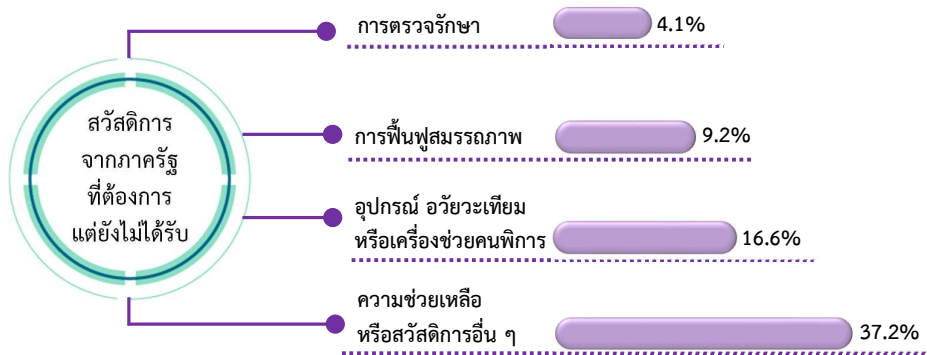 สวัสดิการ
จากภาครัฐ
ที่ต้องการ
แต่ยังไม่ได้รับ
การตรวจรักษา
4.1%
การฟื้นฟูสมรรถภาพ
9.2%
อุปกรณ์ อวัยวะเทียม
หรือเครื่องช่วยคนพิการ
16.6%
ความช่วยเหลือ
หรือสวัสดิการอื่น ๆ
37.2%